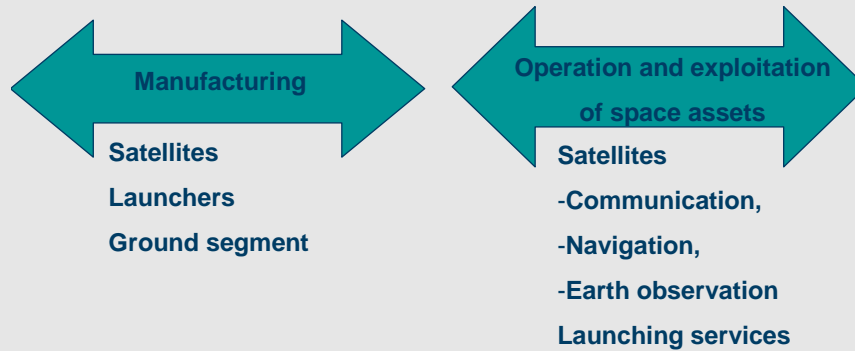 Manufacturing
Satellites
Launchers
Ground segment
Operation and exploitation
of space assets
Satellites
-Communication,
-Navigation,
-Earth observation
Launching services